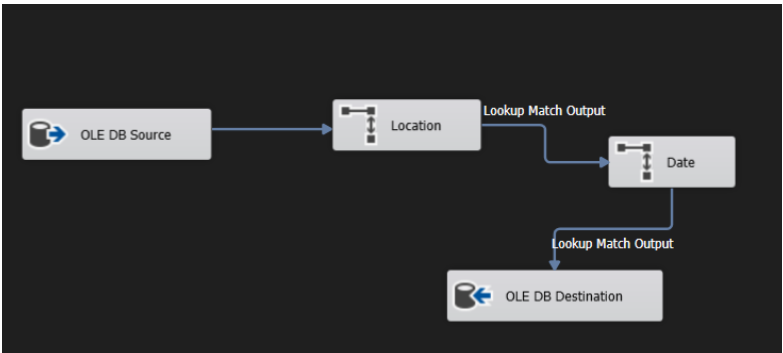 OLE DB Source
Location
Lookup Match Output
Date
Lookup Match Output
OLE DB Destination